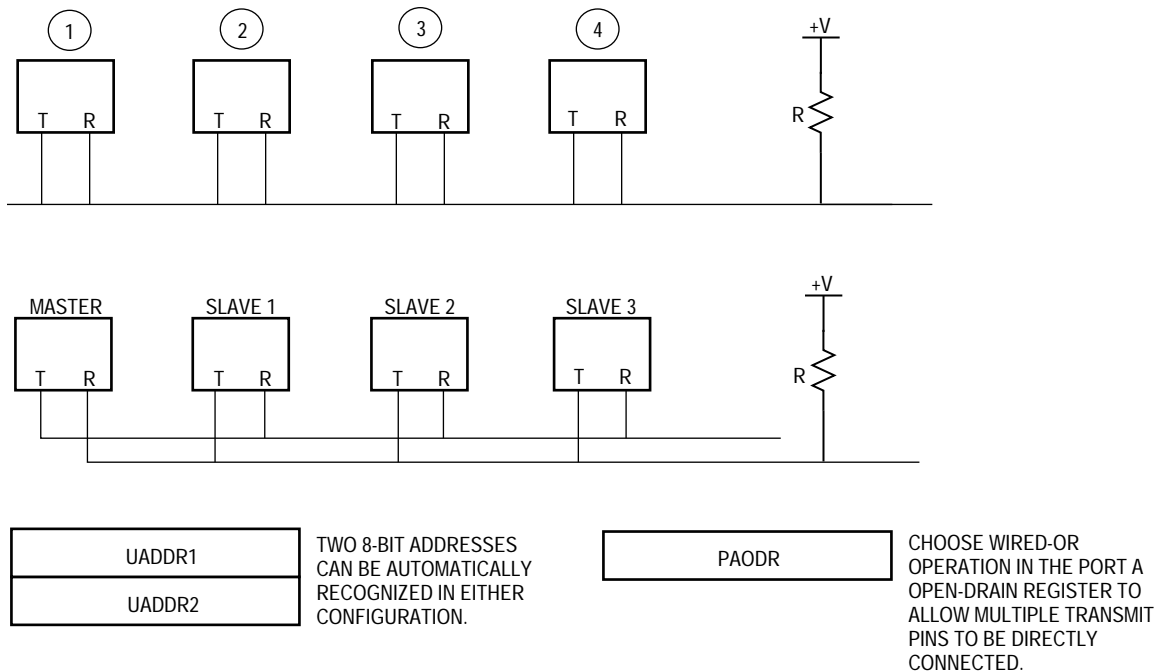 1 2 3 4
+V
T R T R T R T R
R
MASTER SLAVE 1 SLAVE 2 SLAVE 3
+V
T R T R T R T R
R
UADDR1
UADDR2
TWO 8-BIT ADDRESSES
CAN BE AUTOMATICALLY
RECOGNIZED IN EITHER
CONFIGURATION.
PAODR
CHOOSE WIRED-OR
OPERATION IN THE PORT A
OPEN-DRAIN REGISTER TO
ALLOW MULTIPLE TRANSMIT
PINS TO BE DIRECTLY
CONNECTED.